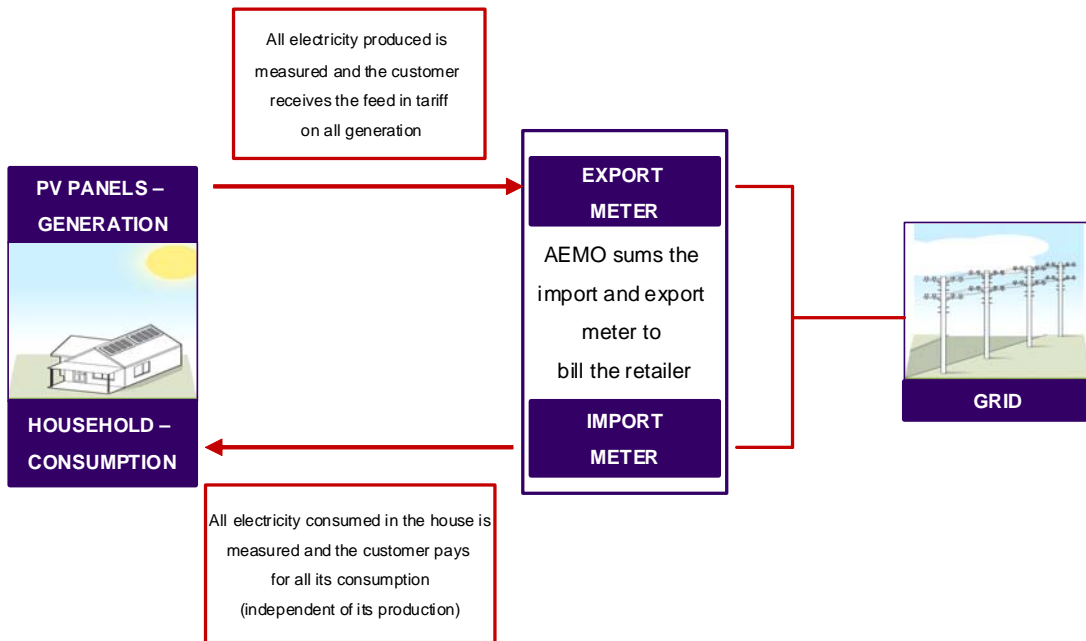 All electricity produced is
measured and the customer
receives the feed in tariff
on all generation
PV PANELS –
GENERATION
EXPORT
METER
AEMO sums the
import and export
meter to
bill the retailer
IMPORT
METER
HOUSEHOLD –
CONSUMPTION
GRID
All electricity consumed in the house is
measured and the customer pays
for all its consumption
(independent of its production)